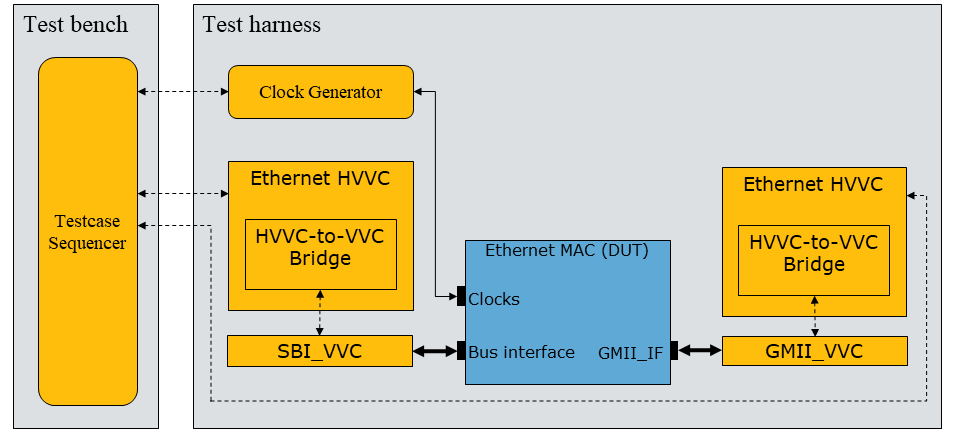 Test bench
Testcase
Sequencer
Test harness
Clock Generator
Ethernet HVVC
HVVC-to-VVC
Bridge
SBI_VVC
Ethernet MAC (DUT)
Clocks
Bus interface
GMII_IF
Ethernet HVVC
HVVC-to-VVC
Bridge
GMII_VVC